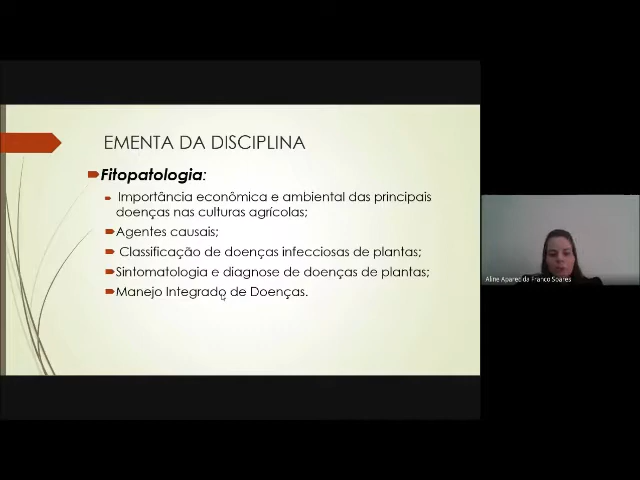 EMENTA DA DISCIPLINA
Fitopatologia:
Importância econômica e ambiental das principais
doenças nas culturas agrícolas;
Agentes causais;
Classificação de doenças infecciosas de plantas;
Sintomatologia e diagnose de doenças de plantas;
Manejo Integrado de Doenças.
Aline Aparecida Franco Soares